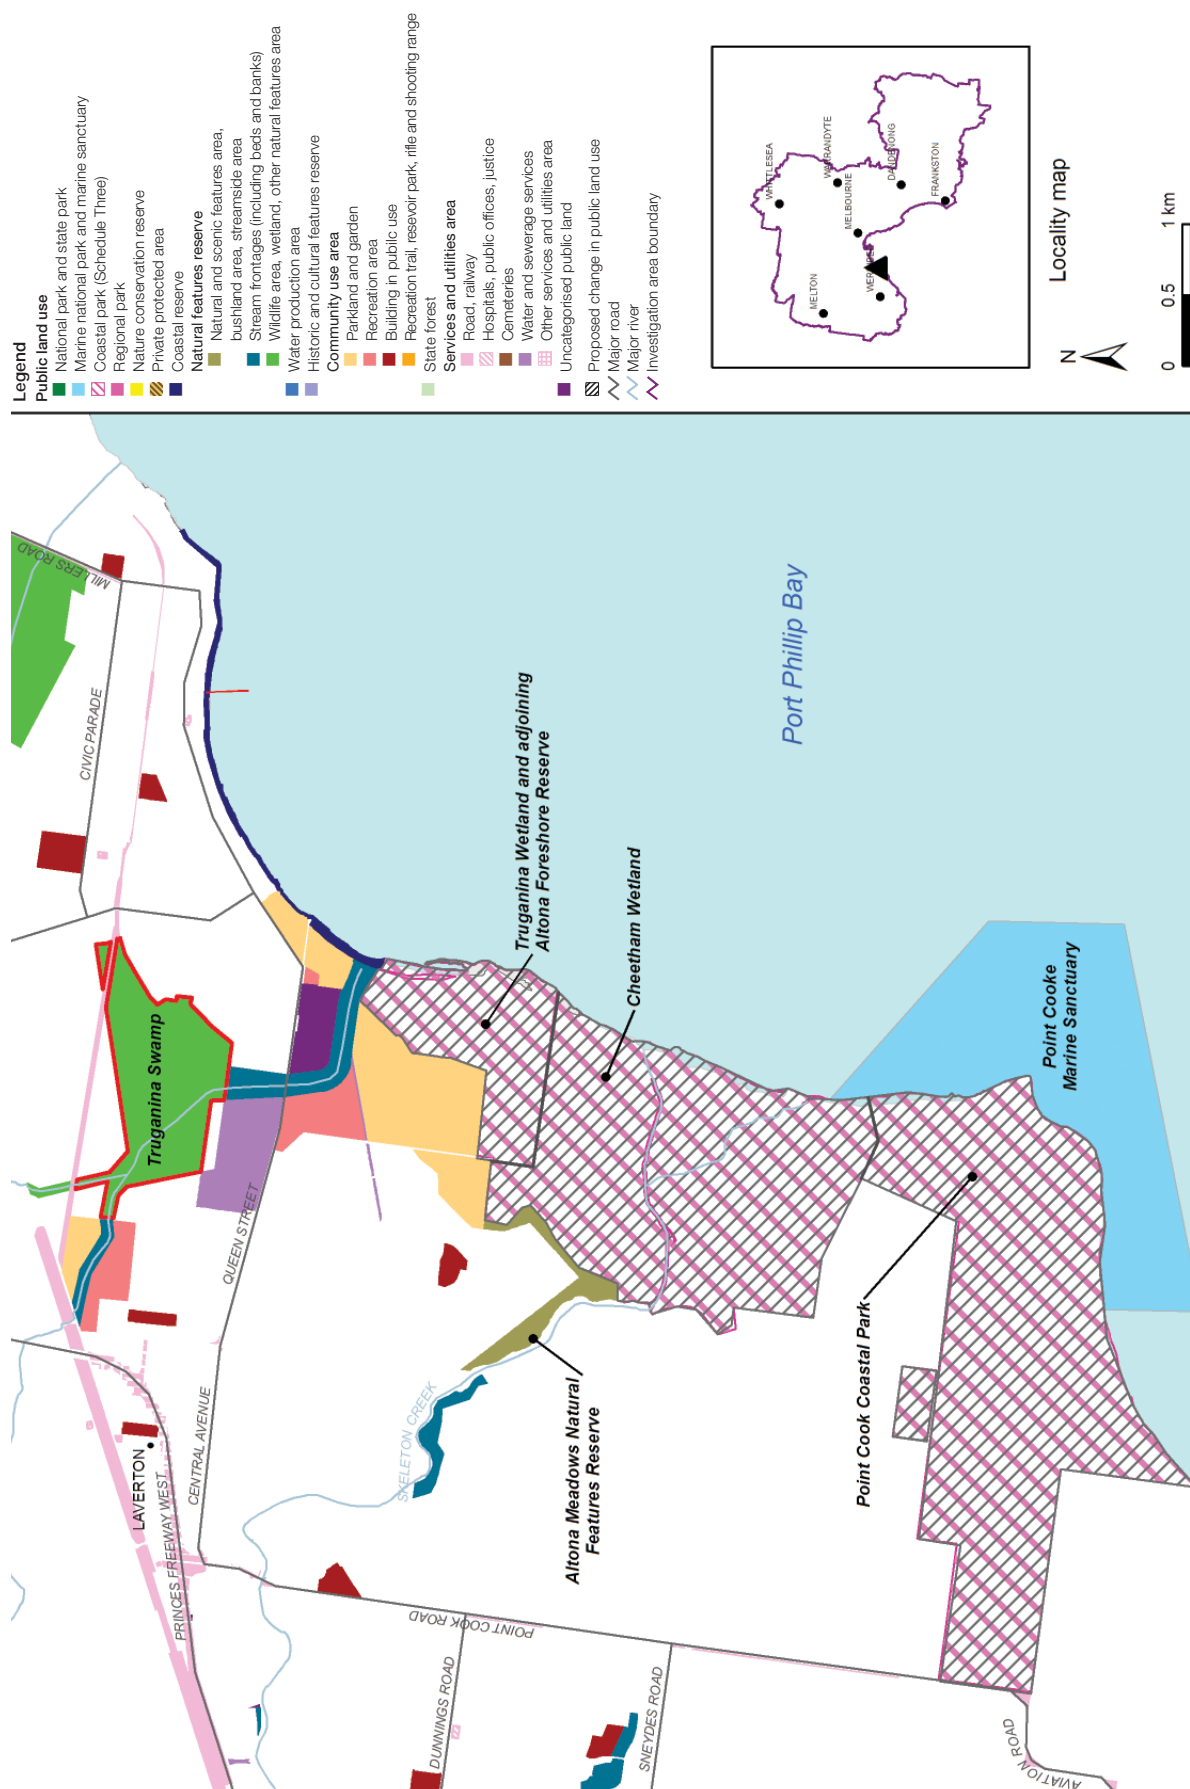 Legend
Public land use
National park and state park
Marine national park and marine sanctuary
Coastal park (Schedule Three)
Regional park
Nature conservation reserve
Private protected area
Coastal reserve
Natural features reserve
Natural and scenic features area,
bushland area, streamside area
Stream frontages (including beds and banks)
Wildlife area, wetland, other natural features area
Water production area
Historic and cultural features reserve
Community use area
Parkland and garden
Recreation area
Building in public use
Recreation trail, resevoir park, rifle and shooting range
State forest
Services and utilities area
Road, railway
Hospitals, public offices, justice
Cemeteries
Water and sewerage services
Other services and utilities area
Uncategorised public land
Proposed change in public land use
Major road
Major river
Investigation area boundary
WHITTLESEA
WARRANDYTE
MELBOURNE
DANDENONG
FRANKSTON
MELTON
Locality map
N
0
0.5
1 km
MILLERS ROAD
CIVIC PARADE
Truganina Swamp
QUEEN STREET
CENTRAL AVENUE
LAVERTON
PRINCES FREEWAY WEST
SKELETON CREEK
POINT COOK ROAD
DUNNINGS ROAD
SNEYDES ROAD
AVIATION ROAD
Truganina Wetland and adjoining
Altona Foreshore Reserve
Cheetham Wetland
Port Phillip Bay
Point Cooke
Marine Sanctuary
Point Cook Coastal Park
Altona Meadows Natural
Features Reserve